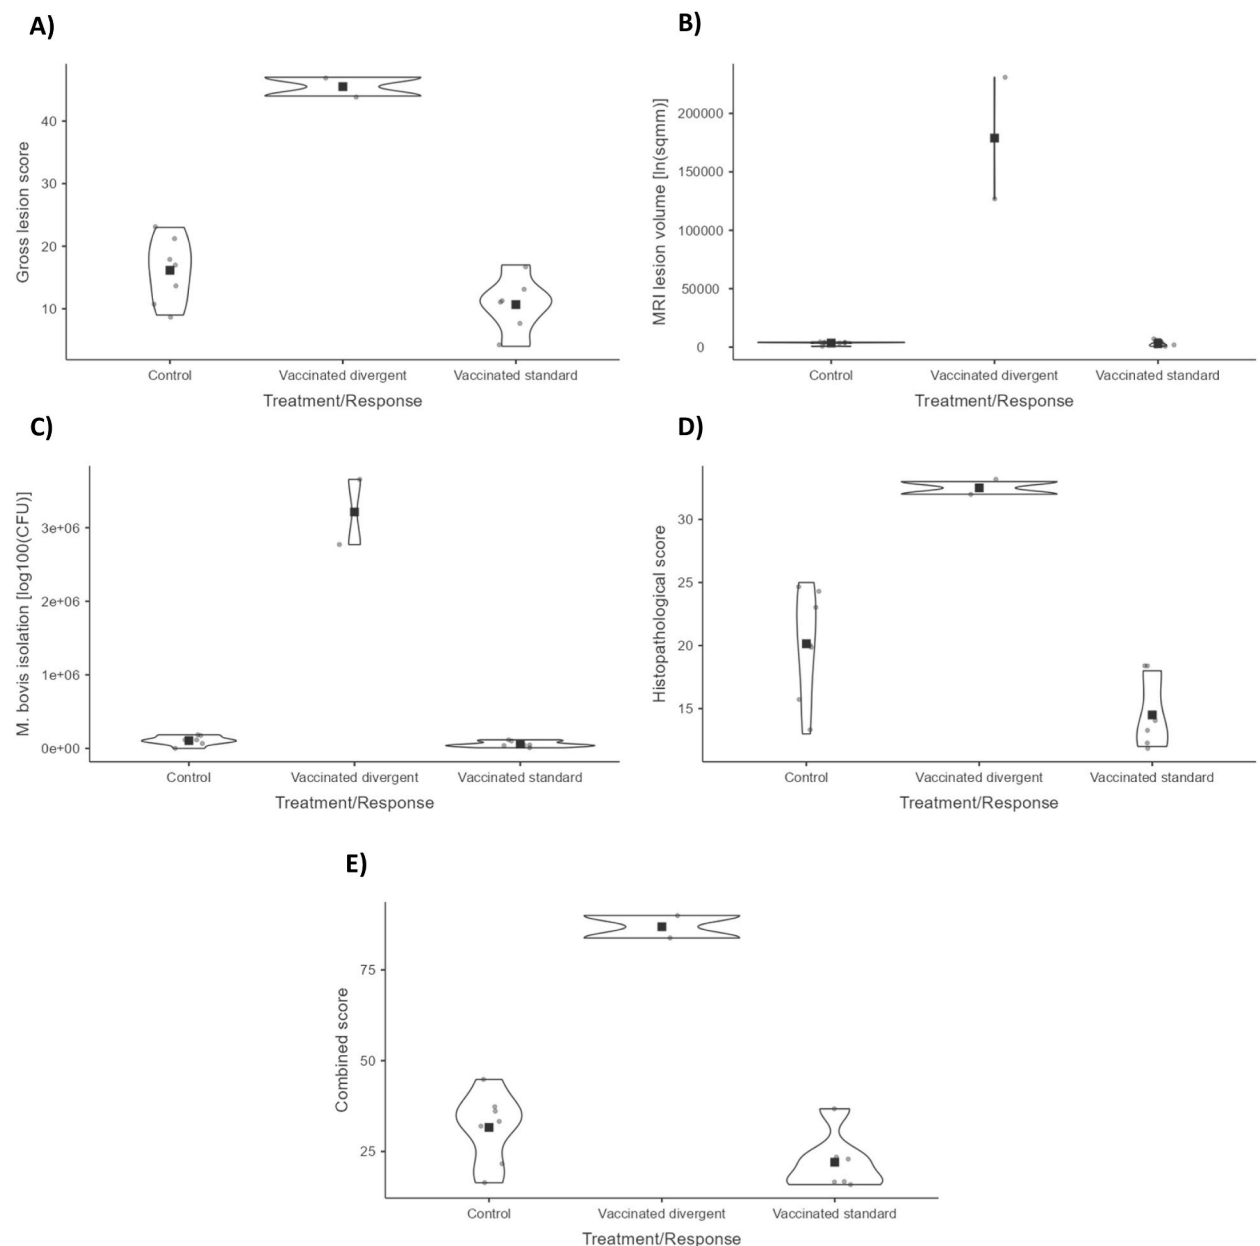 A)
Gross lesion score
40
30
20
10
Control
Vaccinated divergent
Vaccinated standard
Treatment/Response
B)
MRI lesion volume [ln(sqmm)]
200000
150000
100000
50000
0
Control
Vaccinated divergent
Vaccinated standard
Treatment/Response
C)
M. bovis isolation [log100(CFU)]
3e+06
2e+06
1e+06
0e+00
Control
Vaccinated divergent
Vaccinated standard
Treatment/Response
D)
Histopathological score
30
25
20
15
Control
Vaccinated divergent
Vaccinated standard
Treatment/Response
E)
Combined score
75
50
25
Control
Vaccinated divergent
Vaccinated standard
Treatment/Response